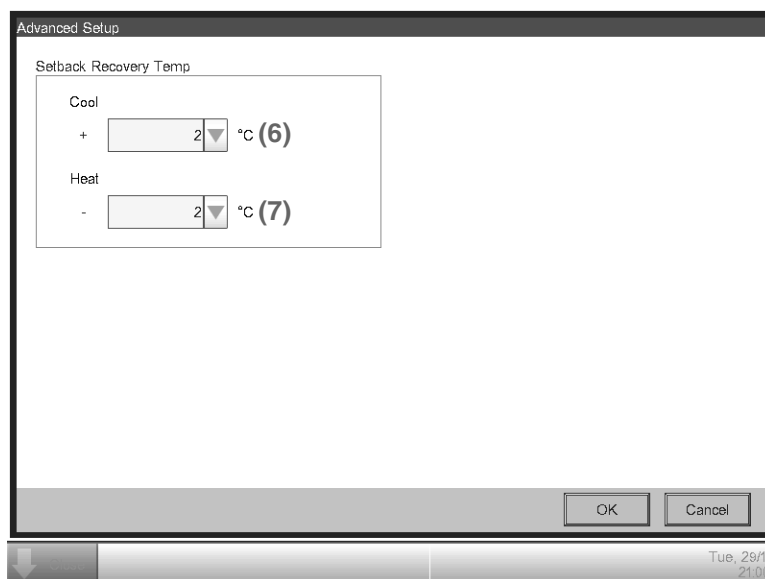 Advanced Setup
Setback Recovery Temp
Cool
+ 2 °C (6)
Heat
- 2 °C (7)
OK Cancel
Tue, 29/1
21:0